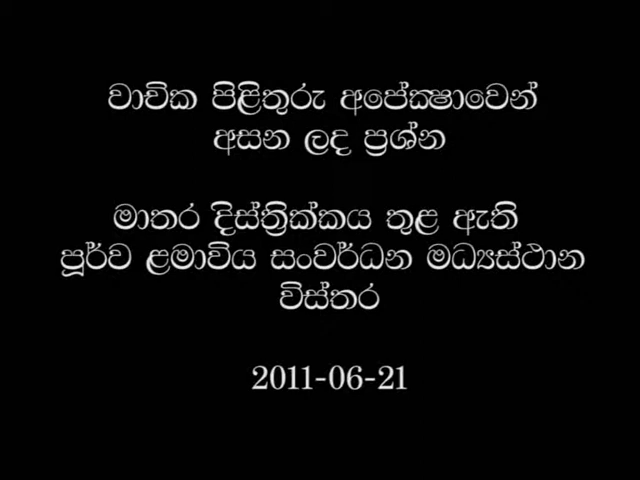 වාචික පිළිතුරු අපේක්‍ෂාවෙන්
අසන ලද ප්‍රශ්න
මාතර දිස්ත්‍රික්කය තුළ ඇති
පූර්ව ළමාවිය සංවර්ධන මධ්‍යස්ථාන
විස්තර
2011-06-21